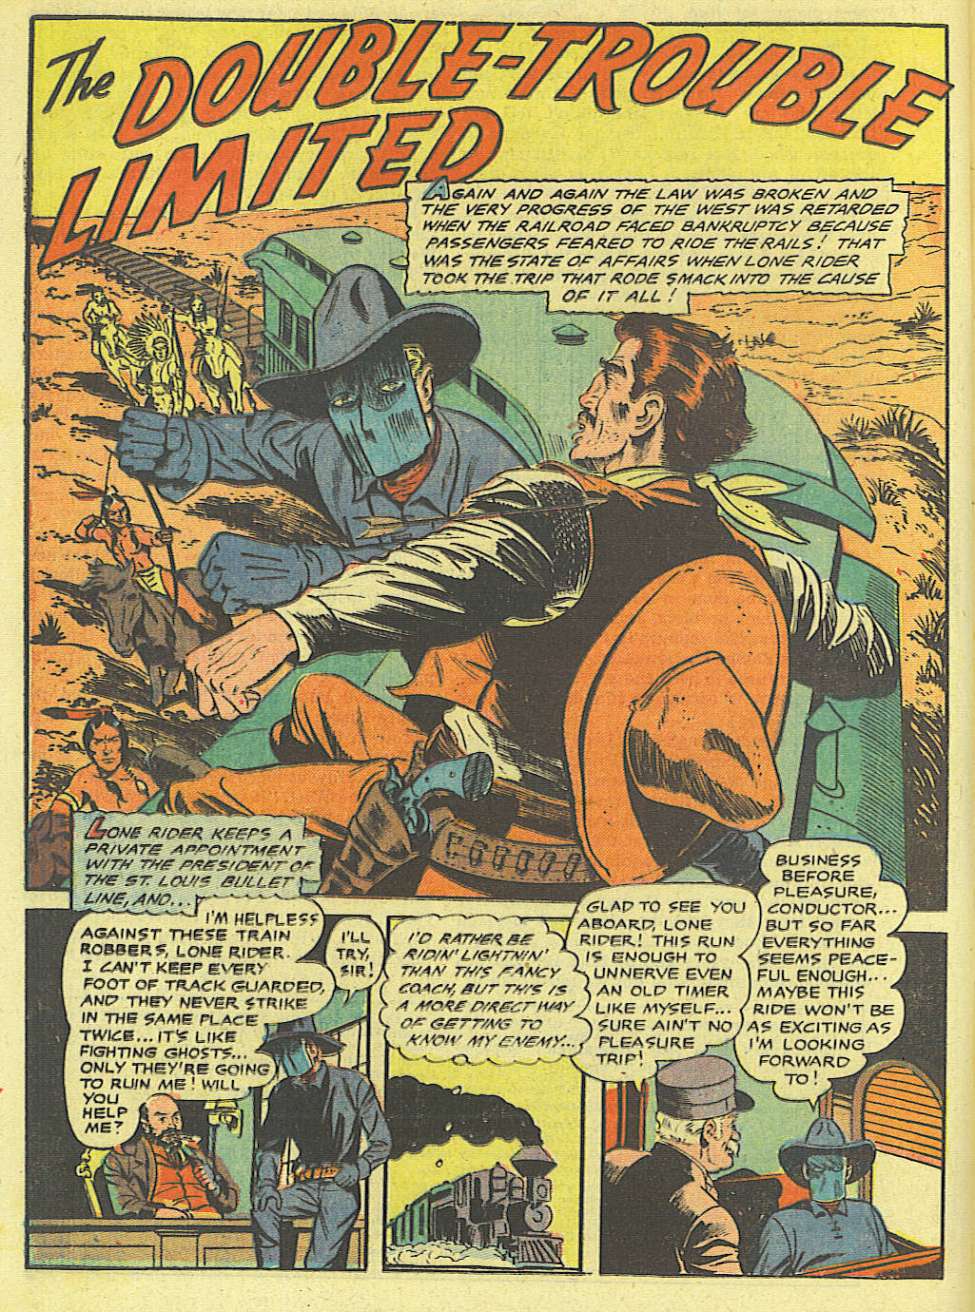 The DOUBLE-TROUBLE
LIMITED
AGAIN AND AGAIN THE LAW WAS BROKEN AND
THE VERY PROGRESS OF THE WEST WAS RETARDED
WHEN THE RAILROAD FACED BANKRUPTCY BECAUSE
PASSENGERS FEARED TO RIDE THE RAILS! THAT
WAS THE STATE OF AFFAIRS WHEN LONE RIDER
TOOK THE TRIP THAT RODE SMACK INTO THE CAUSE
OF IT ALL!
LONE RIDER KEEPS A
PRIVATE APPOINTMENT
WITH THE PRESIDENT OF
THE ST. LOUIS BULLET
LINE, AND...
I'M HELPLESS
AGAINST THESE TRAIN
ROBBERS, LONE RIDER.
I CAN'T KEEP EVERY
FOOT OF TRACK GUARDED,
AND THEY NEVER STRIKE
IN THE SAME PLACE
TWICE... IT'S LIKE
FIGHTING GHOSTS...
ONLY THEY'RE GOING
TO RUIN ME! WILL
YOU
HELP
ME?
I'LL
TRY,
SIR!
I'D RATHER BE
RIDIN' LIGHTNIN'
THAN THIS FANCY
COACH, BUT THIS IS
A MORE DIRECT WAY
OF GETTING TO
KNOW MY ENEMY...
GLAD TO SEE YOU
ABOARD, LONE
RIDER! THIS RUN
IS ENOUGH TO
UNNERVE EVEN
AN OLD TIMER
LIKE MYSELF...
SURE AIN'T NO
PLEASURE
TRIP!
BUSINESS
BEFORE
PLEASURE,
CONDUCTOR...
BUT SO FAR
EVERYTHING
SEEMS PEACE-
FUL ENOUGH...
MAYBE THIS
RIDE WON'T BE
AS EXCITING AS
I'M LOOKING
FORWARD
TO!